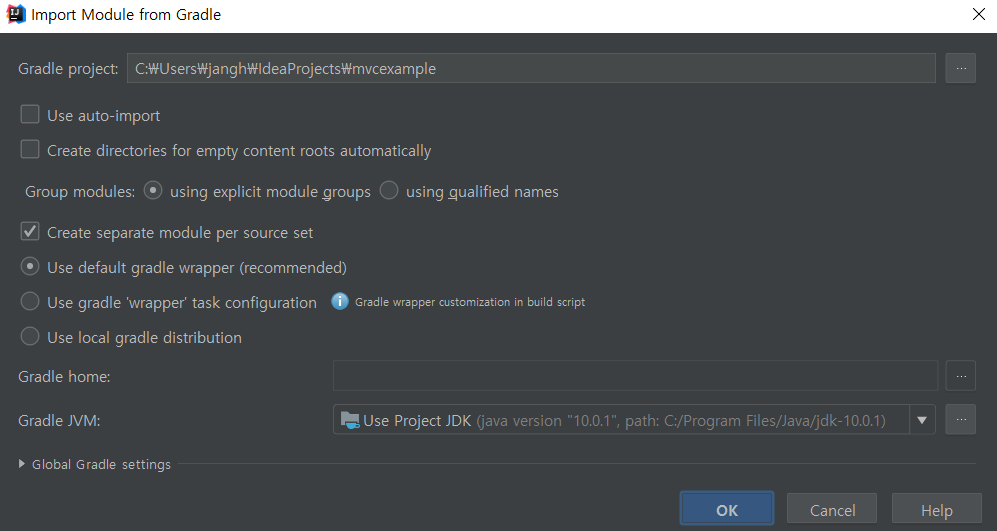 Import Module from Gradle
Gradle project: C:₩Users₩jangh₩IdeaProjects₩mvcexample ...
Use auto-import
Create directories for empty content roots automatically
Group modules: using explicit module groups using qualified names
Create separate module per source set
Use default gradle wrapper (recommended)
Use gradle 'wrapper' task configuration Gradle wrapper customization in build script
Use local gradle distribution
Gradle home: ...
Gradle JVM: Use Project JDK (java version "10.0.1", path: C:/Program Files/Java/jdk-10.0.1) ...
Global Gradle settings
OK Cancel Help